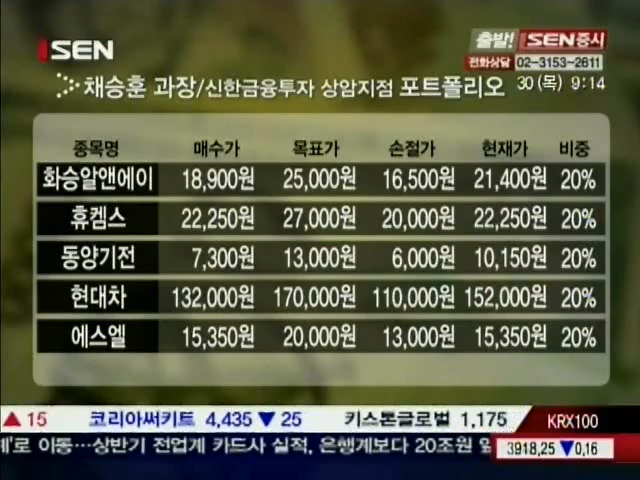 SEN
출발! SEN증시
전화상담 02-3153-2611
채승훈 과장/신한금융투자 상암지점 포트폴리오 30(목) 9:14
종목명 매수가 목표가 손절가 현재가 비중
화승알앤에이 18,900원 25,000원 16,500원 21,400원 20%
휴켐스 22,250원 27,000원 20,000원 22,250원 20%
동양기전 7,300원 13,000원 6,000원 10,150원 20%
현대차 132,000원 170,000원 110,000원 152,000원 20%
에스엘 15,350원 20,000원 13,000원 15,350원 20%
▲ 15 코리아써키트 4,435 ▼ 25 키스톤글로벌 1,175 KRX100
계'로 이동…상반기 전업계 카드사 실적, 은행계보다 20조원 앞 3918,25 ▼0,16